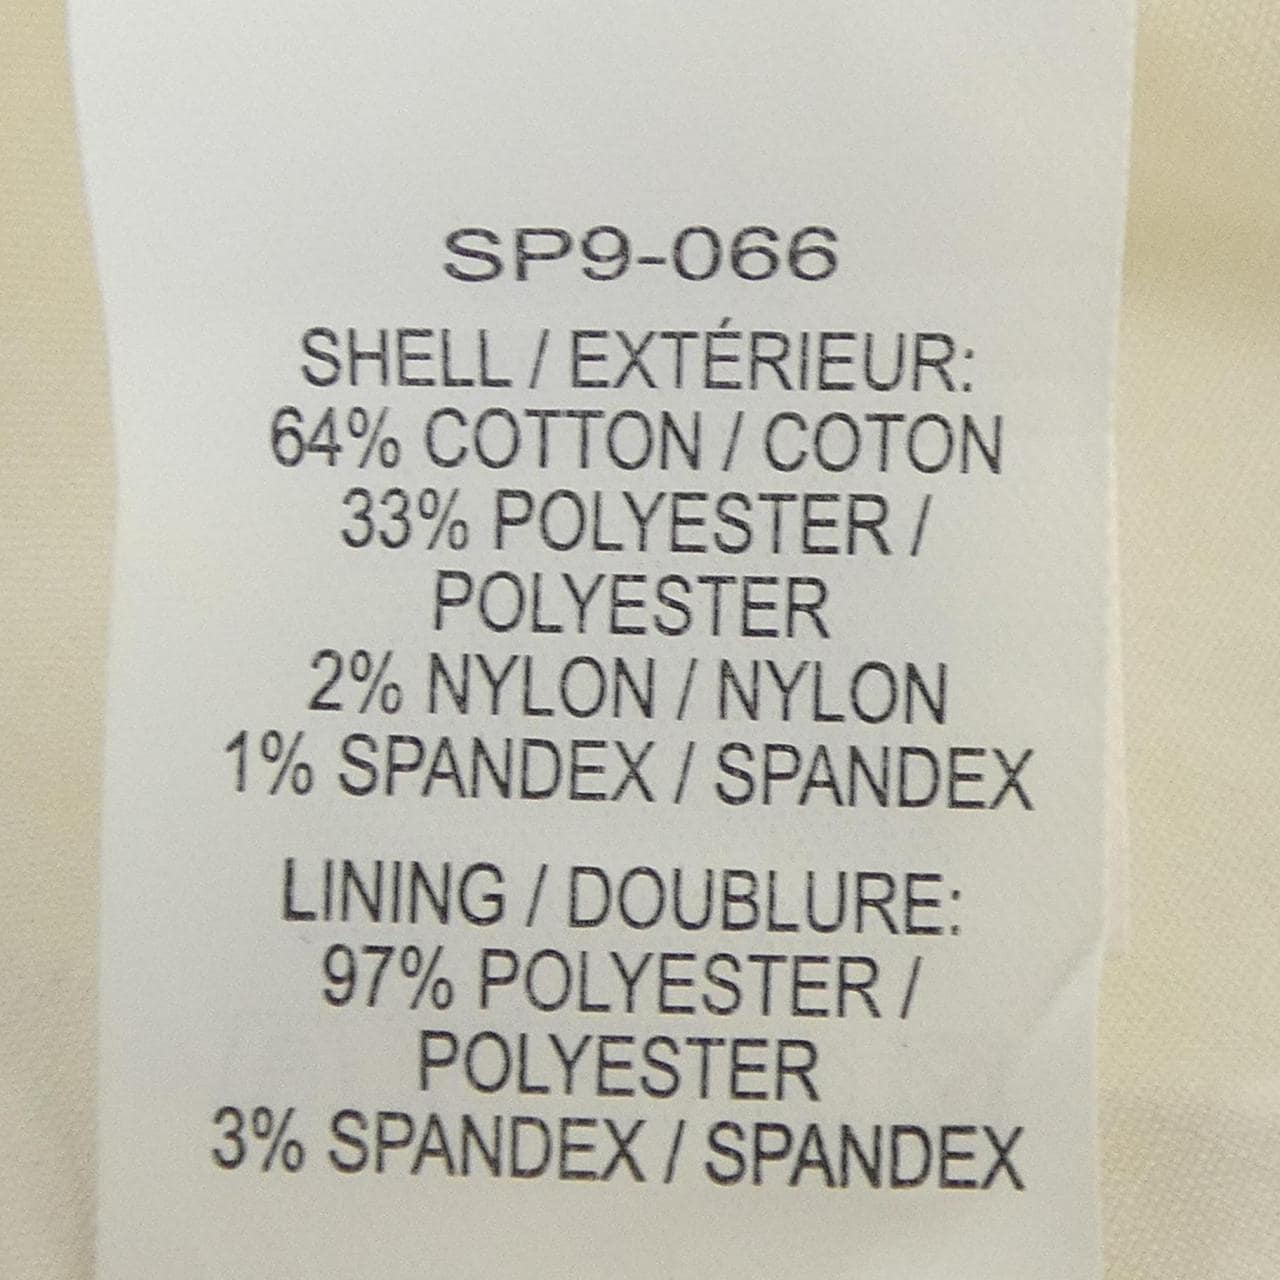 SP9-066
SHELL / EXTÉRIEUR:
64% COTTON / COTON
33% POLYESTER /
POLYESTER
2% NYLON / NYLON
1% SPANDEX / SPANDEX
LINING / DOUBLURE:
97% POLYESTER /
POLYESTER
3% SPANDEX / SPANDEX